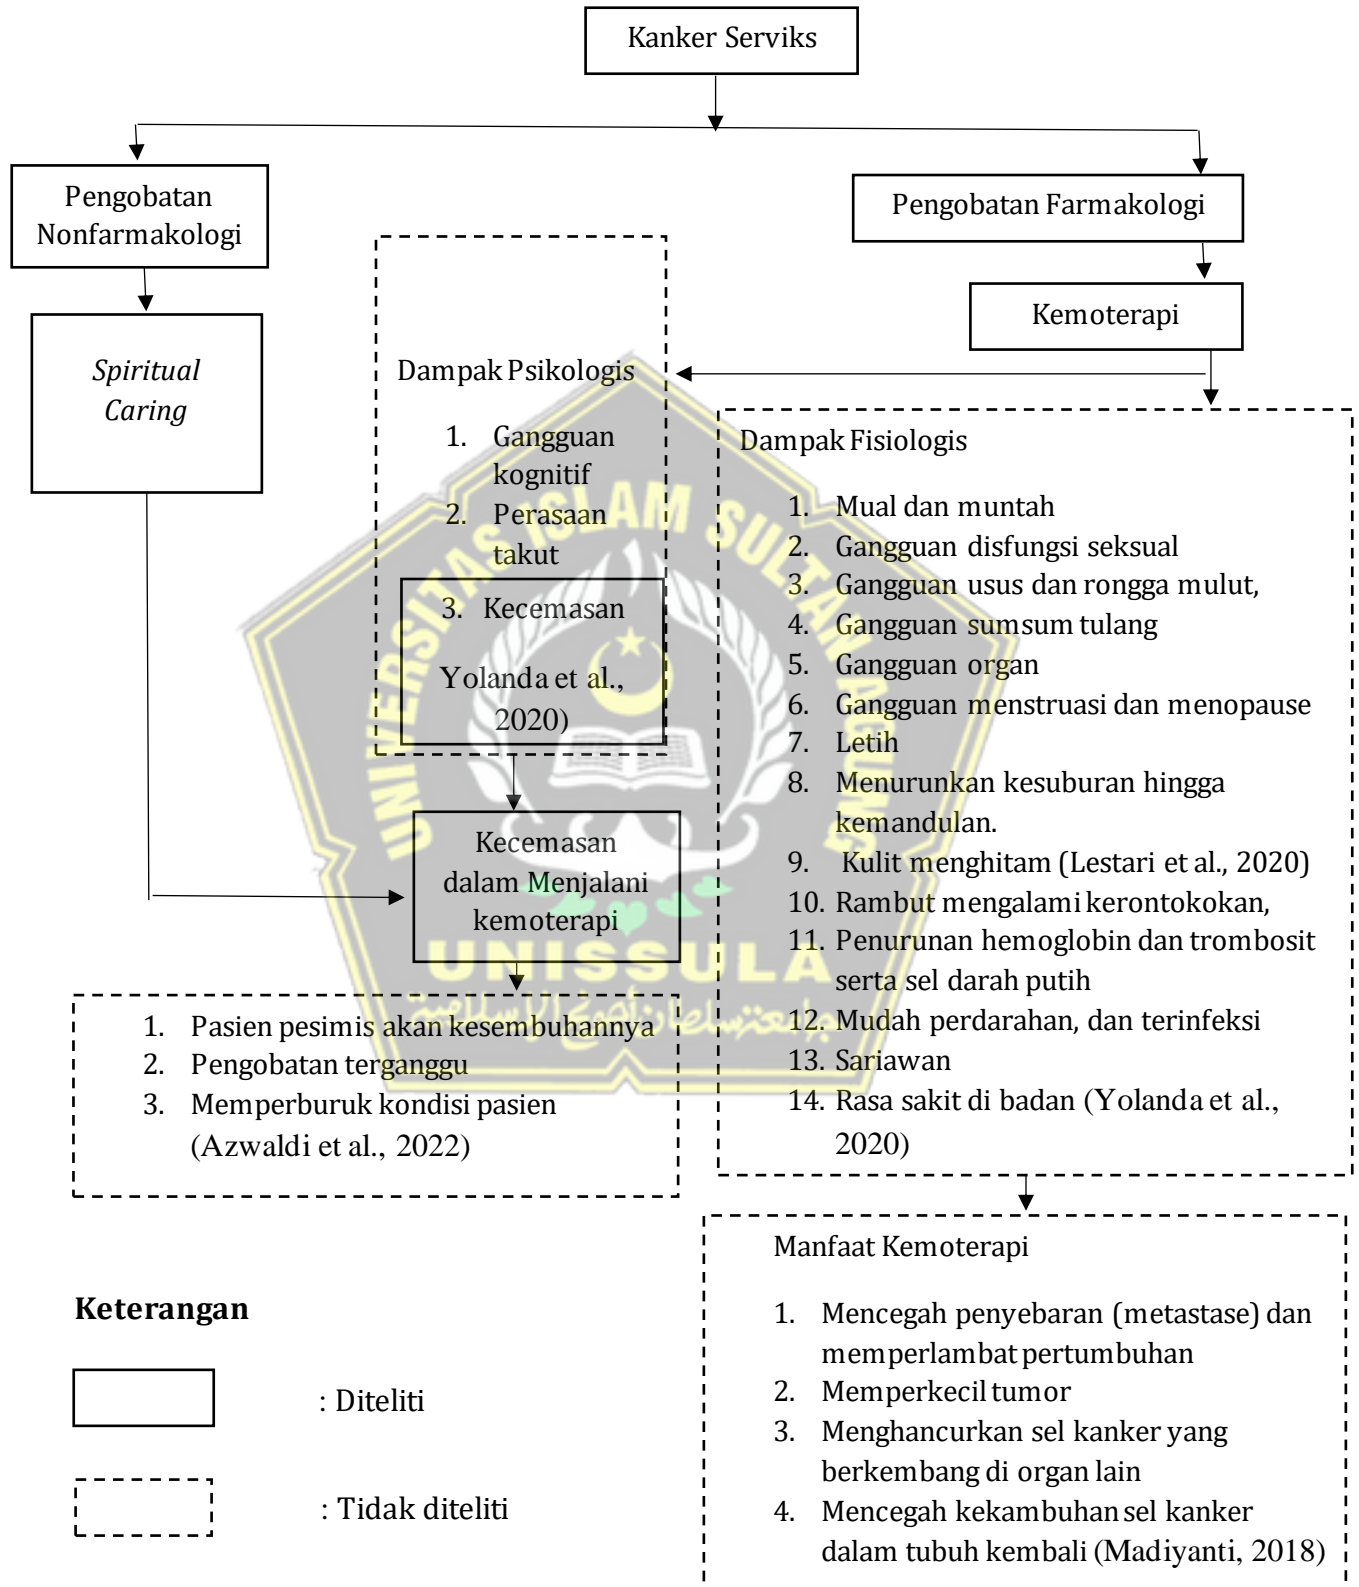 Kanker Serviks
Pengobatan
Nonfarmakologi
Pengobatan Farmakologi
Spiritual
Caring
Kemoterapi
Dampak Psikologis
1. Gangguan
kognitif
2. Perasaan
takut
3. Kecemasan
Yolanda et al.,
2020)
Dampak Fisiologis
1. Mual dan muntah
2. Gangguan disfungsi seksual
3. Gangguan usus dan rongga mulut,
4. Gangguan sumsum tulang
5. Gangguan organ
6. Gangguan menstruasi dan menopause
7. Letih
8. Menurunkan kesuburan hingga
kemandulan.
9. Kulit menghitam (Lestari et al., 2020)
10. Rambut mengalami kerontokokan,
11. Penurunan hemoglobin dan trombosit
serta sel darah putih
12. Mudah perdarahan, dan terinfeksi
13. Sariawan
14. Rasa sakit di badan (Yolanda et al.,
2020)
Kecemasan
dalam Menjalani
kemoterapi
1. Pasien pesimis akan kesembuhannya
2. Pengobatan terganggu
3. Memperburuk kondisi pasien
(Azwaldi et al., 2022)
Manfaat Kemoterapi
1. Mencegah penyebaran (metastase) dan
memperlambat pertumbuhan
2. Memperkecil tumor
3. Menghancurkan sel kanker yang
berkembang di organ lain
4. Mencegah kekambuhan sel kanker
dalam tubuh kembali (Madiyanti, 2018)
Keterangan
: Diteliti
: Tidak diteliti
UNIVERSITAS ISLAM SULTAN AGUNG
UNISSULA